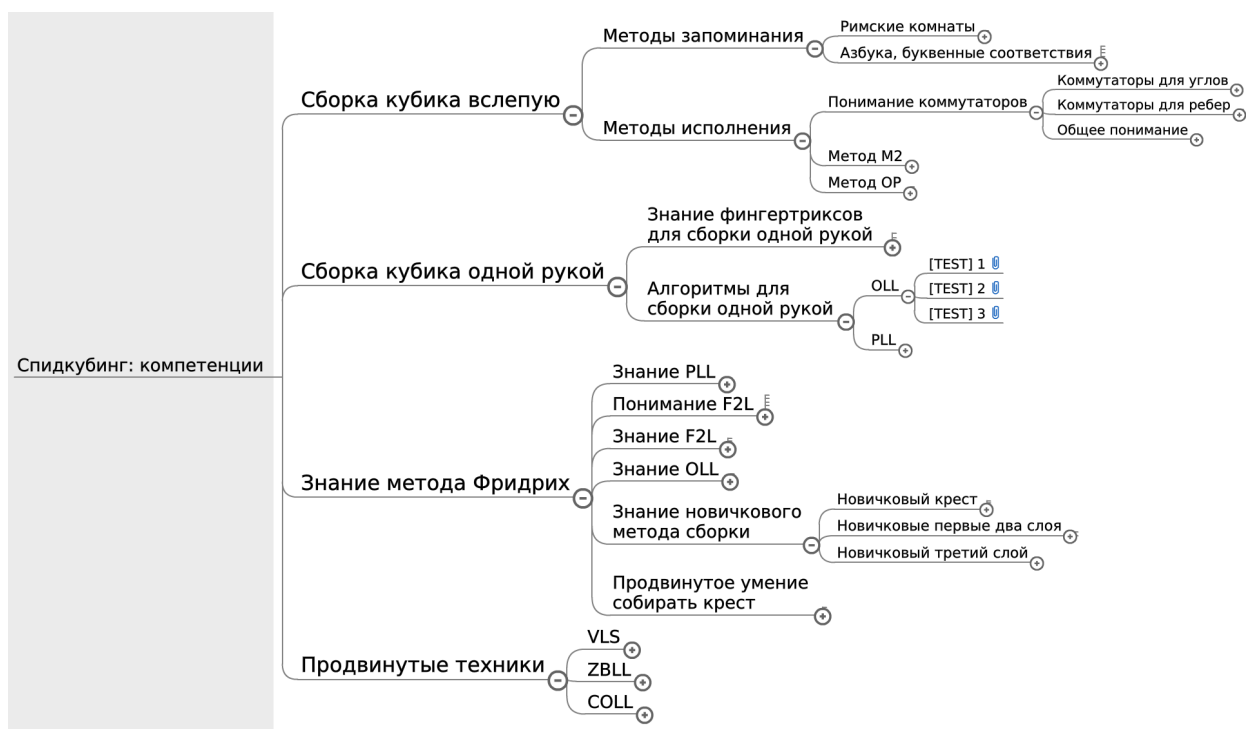 Спидкубинг: компетенции
Сборка кубика вслепую
Методы запоминания
Римские комнаты
Азбука, буквенные соответствия
Методы исполнения
Понимание коммутаторов
Коммутаторы для углов
Коммутаторы для ребер
Общее понимание
Метод M2
Метод OP
Сборка кубика одной рукой
Знание фингертриксов
для сборки одной рукой
Алгоритмы для
сборки одной рукой
OLL
[TEST] 1
[TEST] 2
[TEST] 3
PLL
Знание метода Фридрих
Знание PLL
Понимание F2L
Знание F2L
Знание OLL
Знание новичкового
метода сборки
Новичковый крест
Новичковые первые два слоя
Новичковый третий слой
Продвинутое умение
собирать крест
Продвинутые техники
VLS
ZBLL
COLL